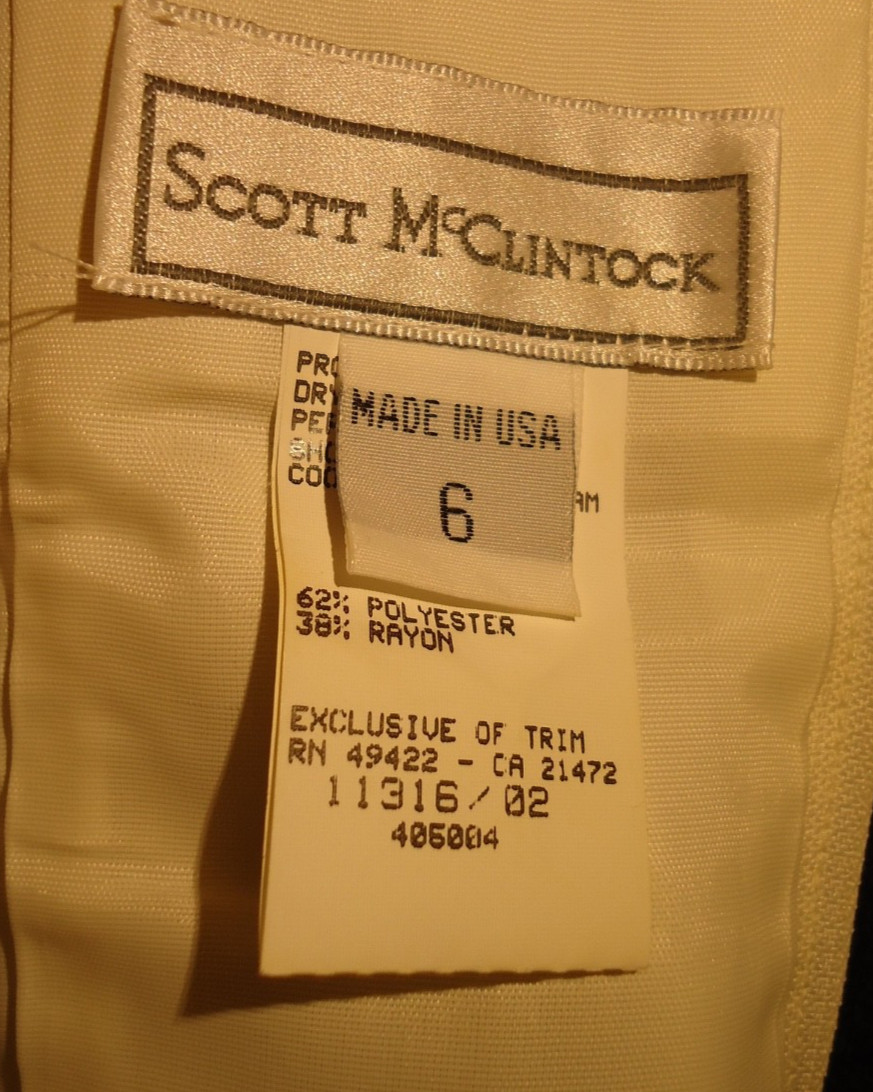 SCOTT McCLINTOCK
MADE IN USA
6
62% POLYESTER
38% RAYON
EXCLUSIVE OF TRIM
RN 49422 - CA 21472
11316/02
406004